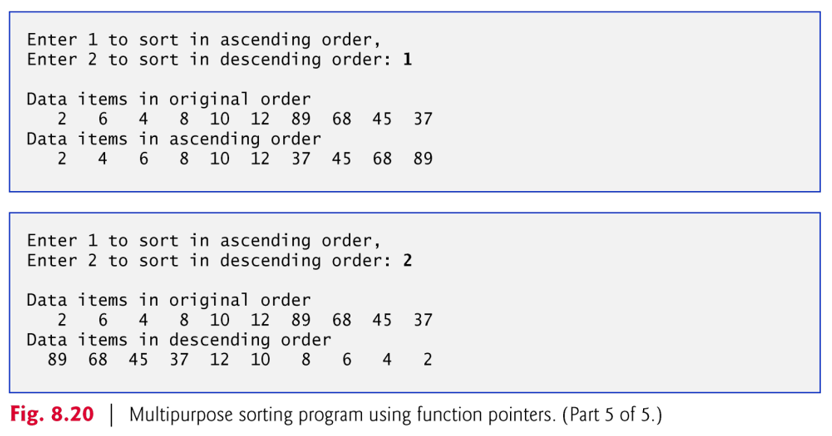 Enter 1 to sort in ascending order,
Enter 2 to sort in descending order: 1
Data items in original order
2 6 4 8 10 12 89 68 45 37
Data items in ascending order
2 4 6 8 10 12 37 45 68 89
Enter 1 to sort in ascending order,
Enter 2 to sort in descending order: 2
Data items in original order
2 6 4 8 10 12 89 68 45 37
Data items in descending order
89 68 45 37 12 10 8 6 4 2
Fig. 8.20 | Multipurpose sorting program using function pointers. (Part 5 of 5.)